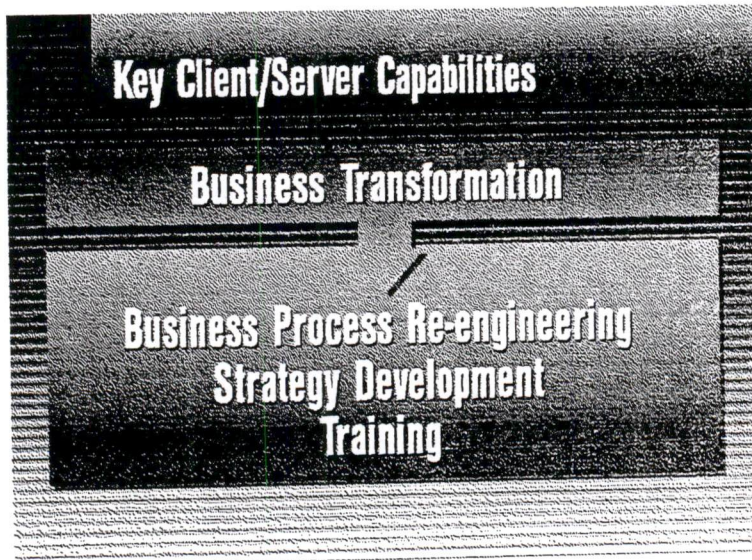 Key Client/Server Capabilities
Business Transformation
Business Process Re-engineering
Strategy Development
Training